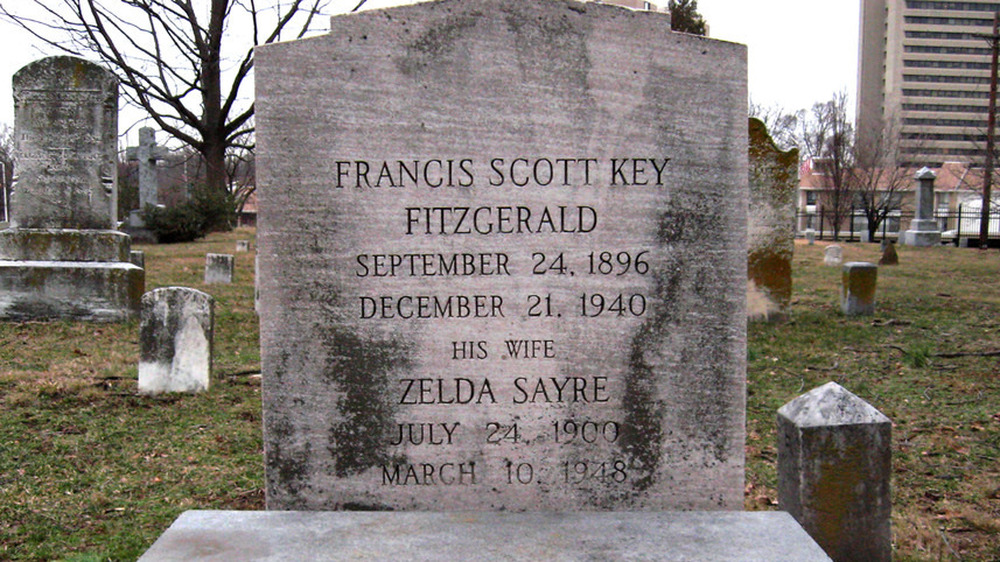 FRANCIS SCOTT KEY
FITZGERALD
SEPTEMBER 24, 1896
DECEMBER 21, 1940
HIS WIFE
ZELDA SAYRE
JULY 24, 1900
MARCH 10, 1948